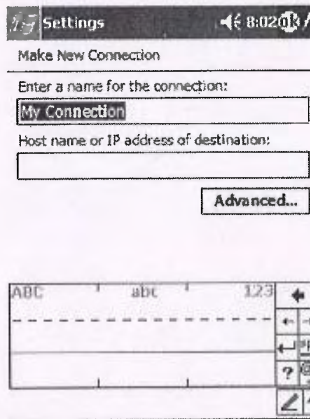 Settings 8:02 ok
Make New Connection
Enter a name for the connection:
My Connection
Host name or IP address of destination:
Advanced...
ABC abc 123
?